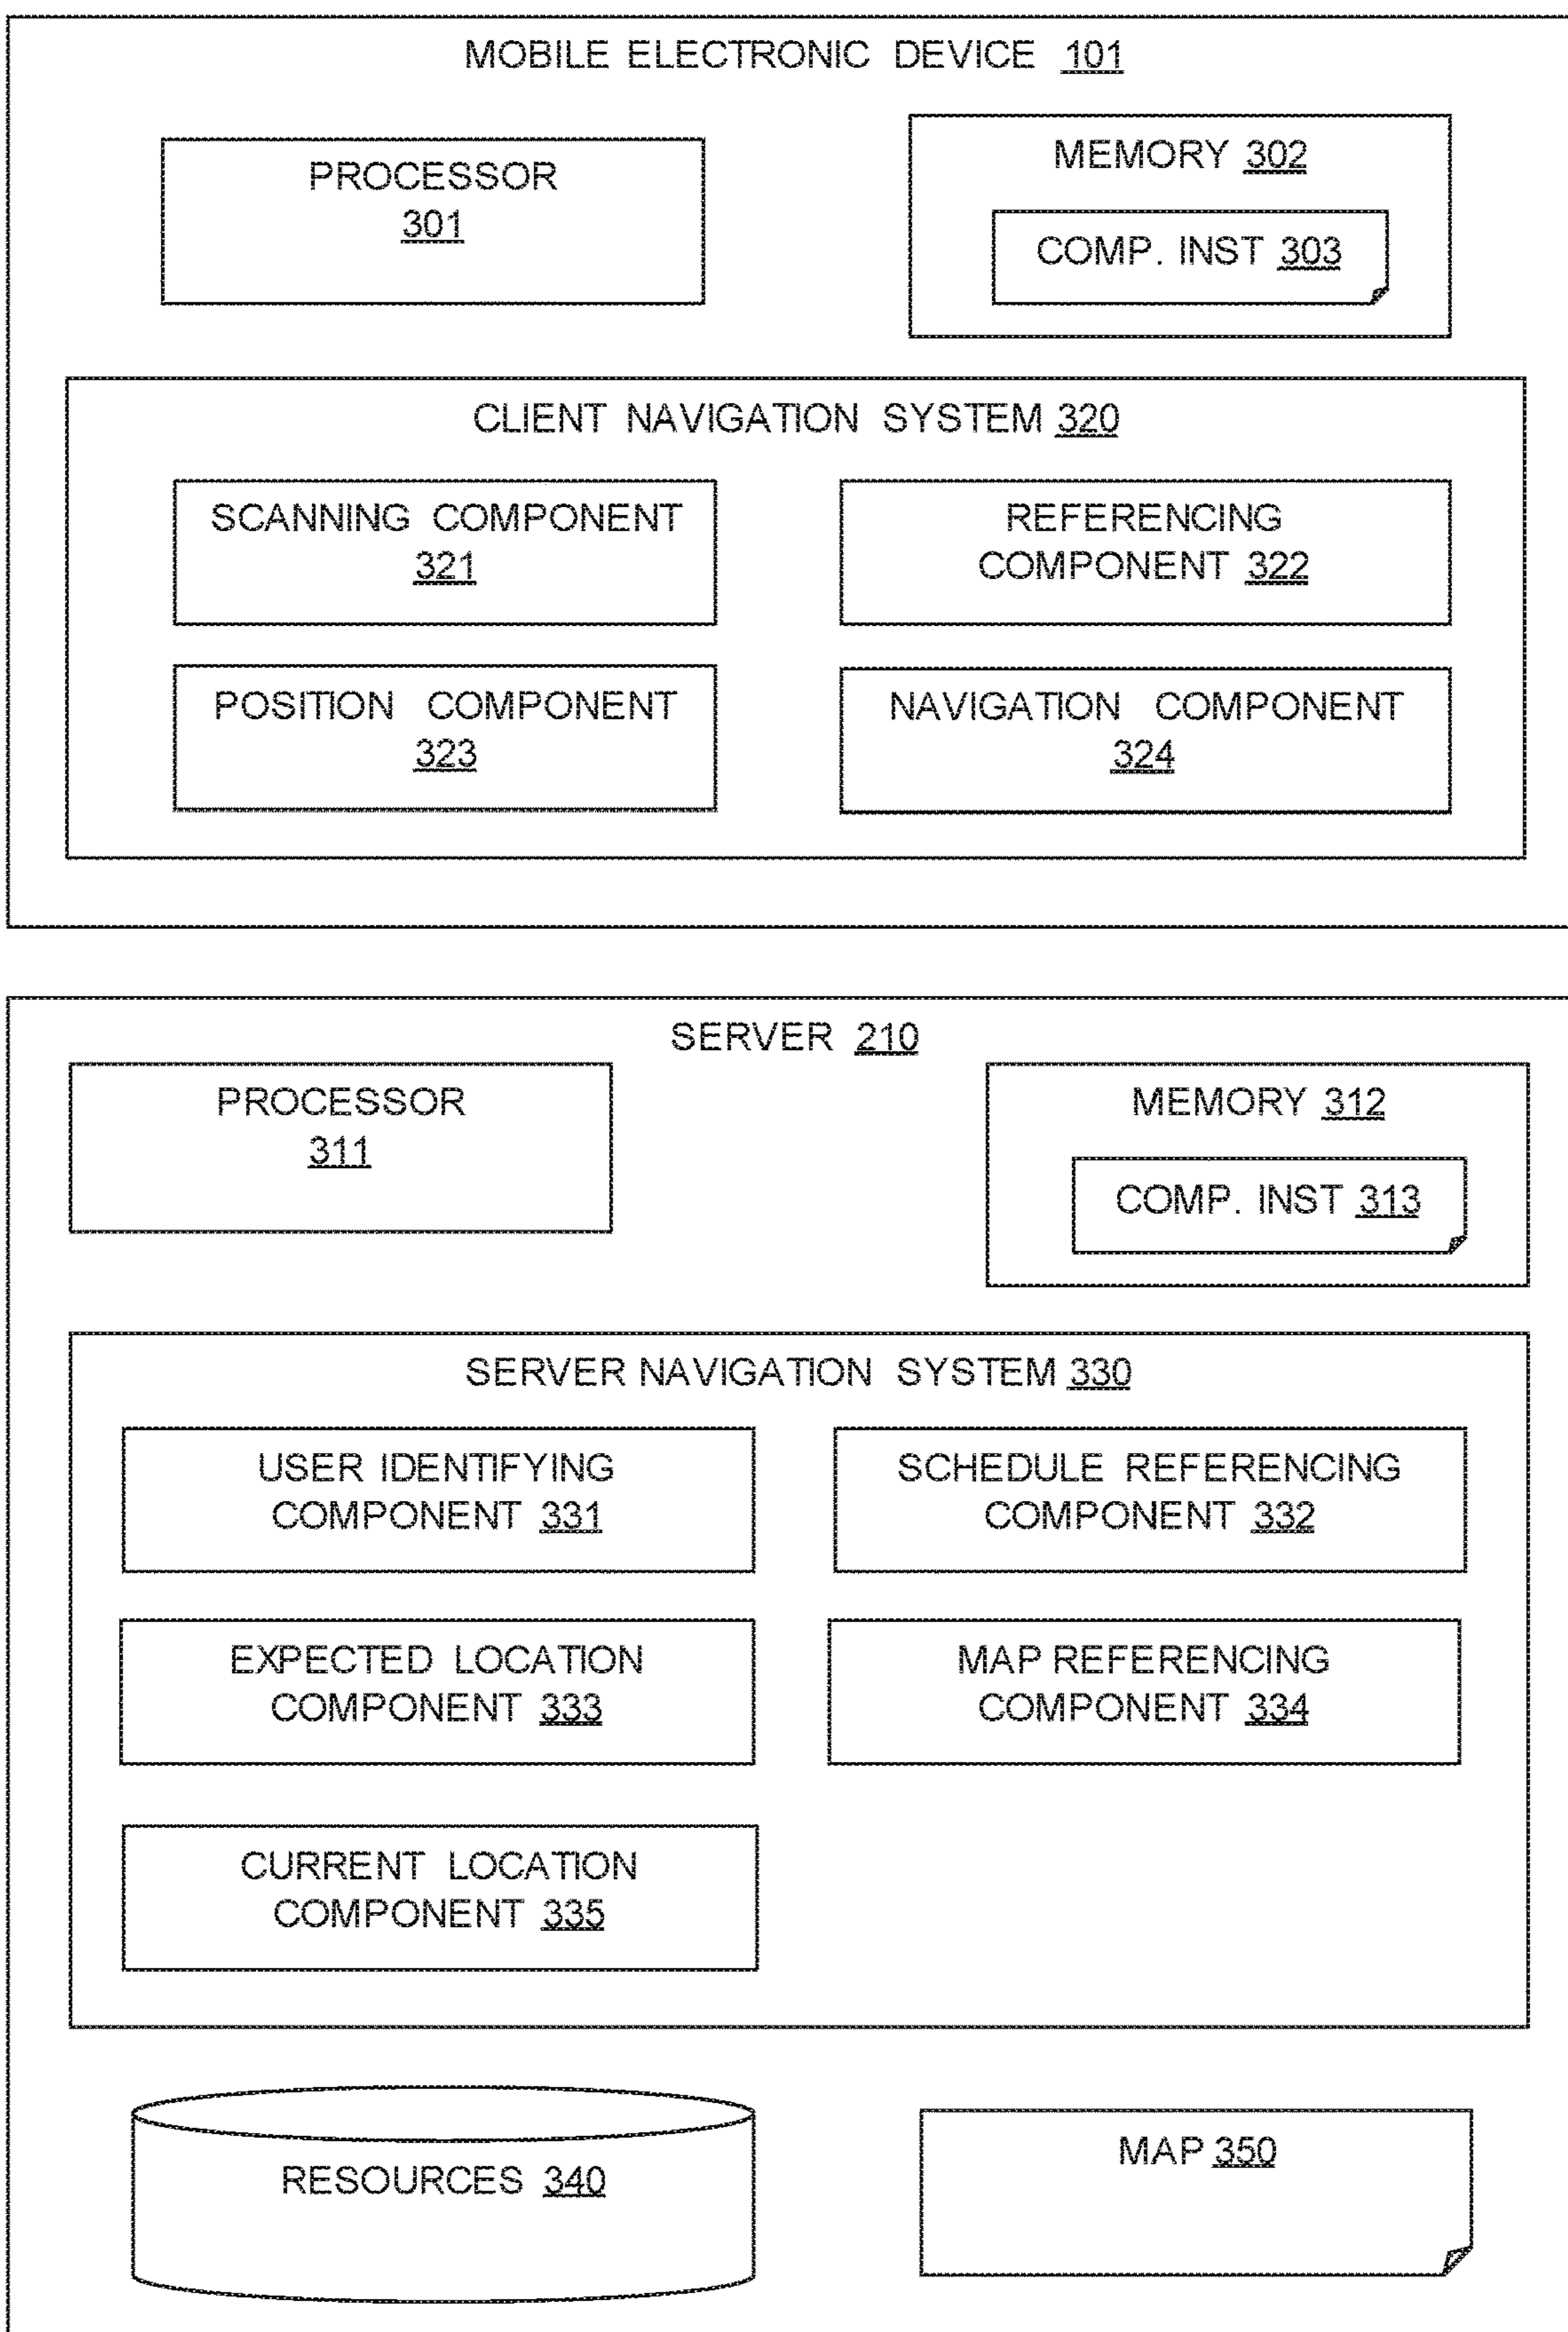 MOBILE ELECTRONIC DEVICE 101
PROCESSOR
301
MEMORY 302
COMP. INST 303
CLIENT NAVIGATION SYSTEM 320
SCANNING COMPONENT
321
REFERENCING
COMPONENT 322
POSITION COMPONENT
323
NAVIGATION COMPONENT
324
SERVER 210
PROCESSOR
311
MEMORY 312
COMP. INST 313
SERVER NAVIGATION SYSTEM 330
USER IDENTIFYING
COMPONENT 331
SCHEDULE REFERENCING
COMPONENT 332
EXPECTED LOCATION
COMPONENT 333
MAP REFERENCING
COMPONENT 334
CURRENT LOCATION
COMPONENT 335
RESOURCES 340
MAP 350